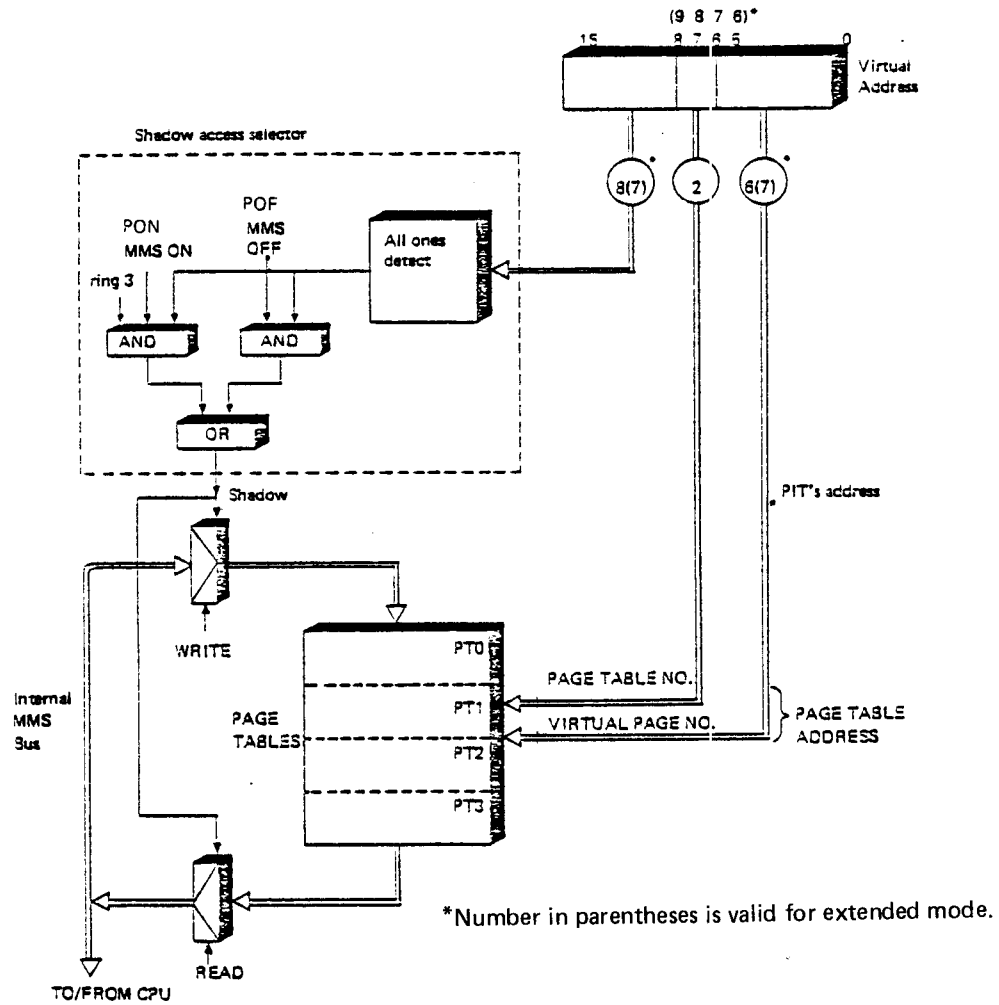 (9 8 7 6)*
15 8 7 6 5 0
Virtual
Address
Shadow access selector
8(7)*
2
6(7)*
PON
MMS ON
POF
MMS
OFF
All ones
detect
ring 3
AND
AND
OR
Shadow
PIT's address
WRITE
PT0
PAGE TABLE NO.
Internal
MMS
Bus
PAGE
TABLES
PT1
VIRTUAL PAGE NO.
PAGE TABLE
ADDRESS
PT2
PT3
*Number in parentheses is valid for extended mode.
READ
TO/FROM CPU